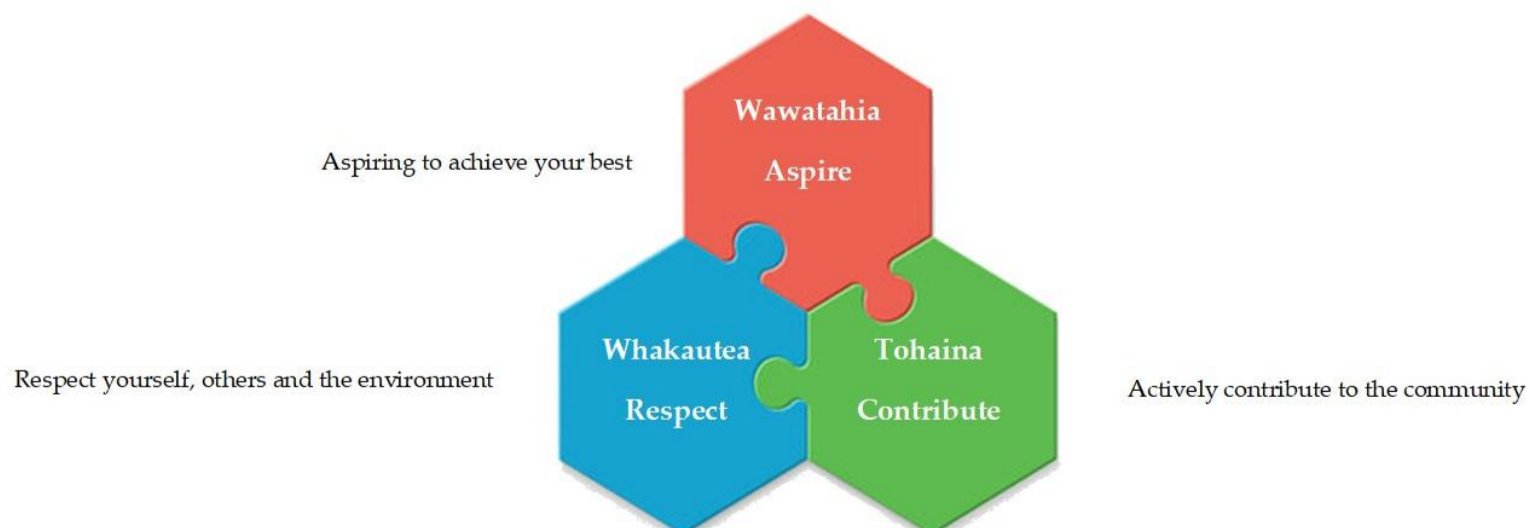 Wawatahia
Aspire
Aspiring to achieve your best
Whakautea
Respect
Respect yourself, others and the environment
Tohaina
Contribute
Actively contribute to the community